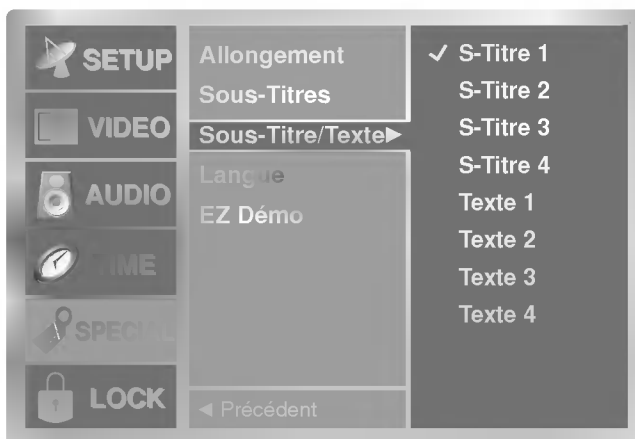 SETUP
VIDEO
AUDIO
TIME
SPECIAL
LOCK
Allongement
Sous-Titres
Sous-Titre/Texte►
Langue
EZ Démo
◄ Précédent
✓ S-Titre 1
S-Titre 2
S-Titre 3
S-Titre 4
Texte 1
Texte 2
Texte 3
Texte 4